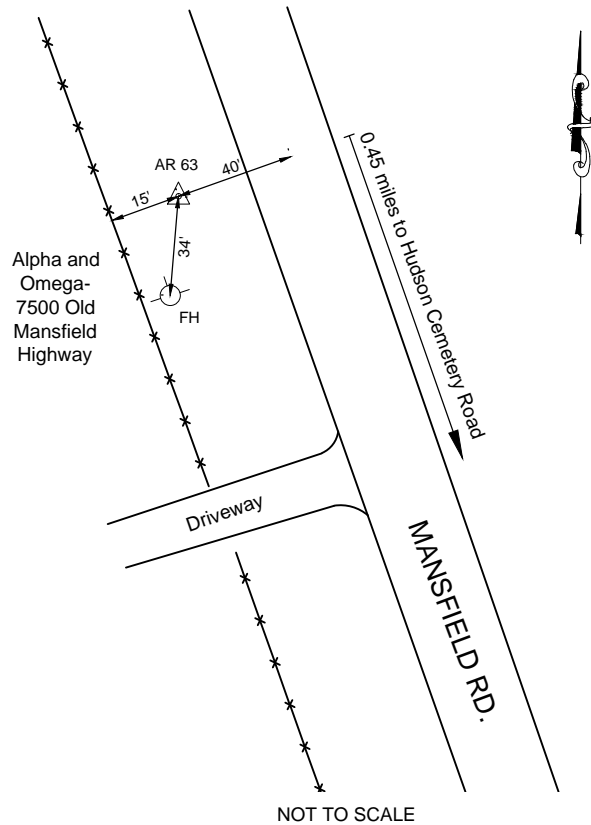 AR 63
40'
15'
34'
FH
Alpha and
Omega-
7500 Old
Mansfield
Highway
0.45 miles to Hudson Cemetery Road
Driveway
MANSFIELD RD.
NOT TO SCALE